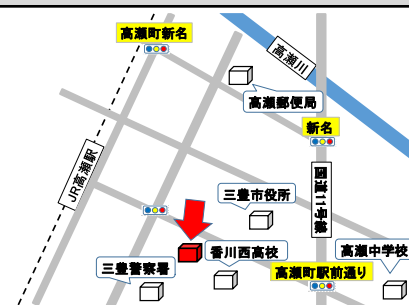 高瀬町新名
高瀬川
高瀬郵便局
新名
JR高瀬駅
国道11号線
三豊市役所
香川西高校
高瀬中学校
三豊警察署
高瀬町駅前通り